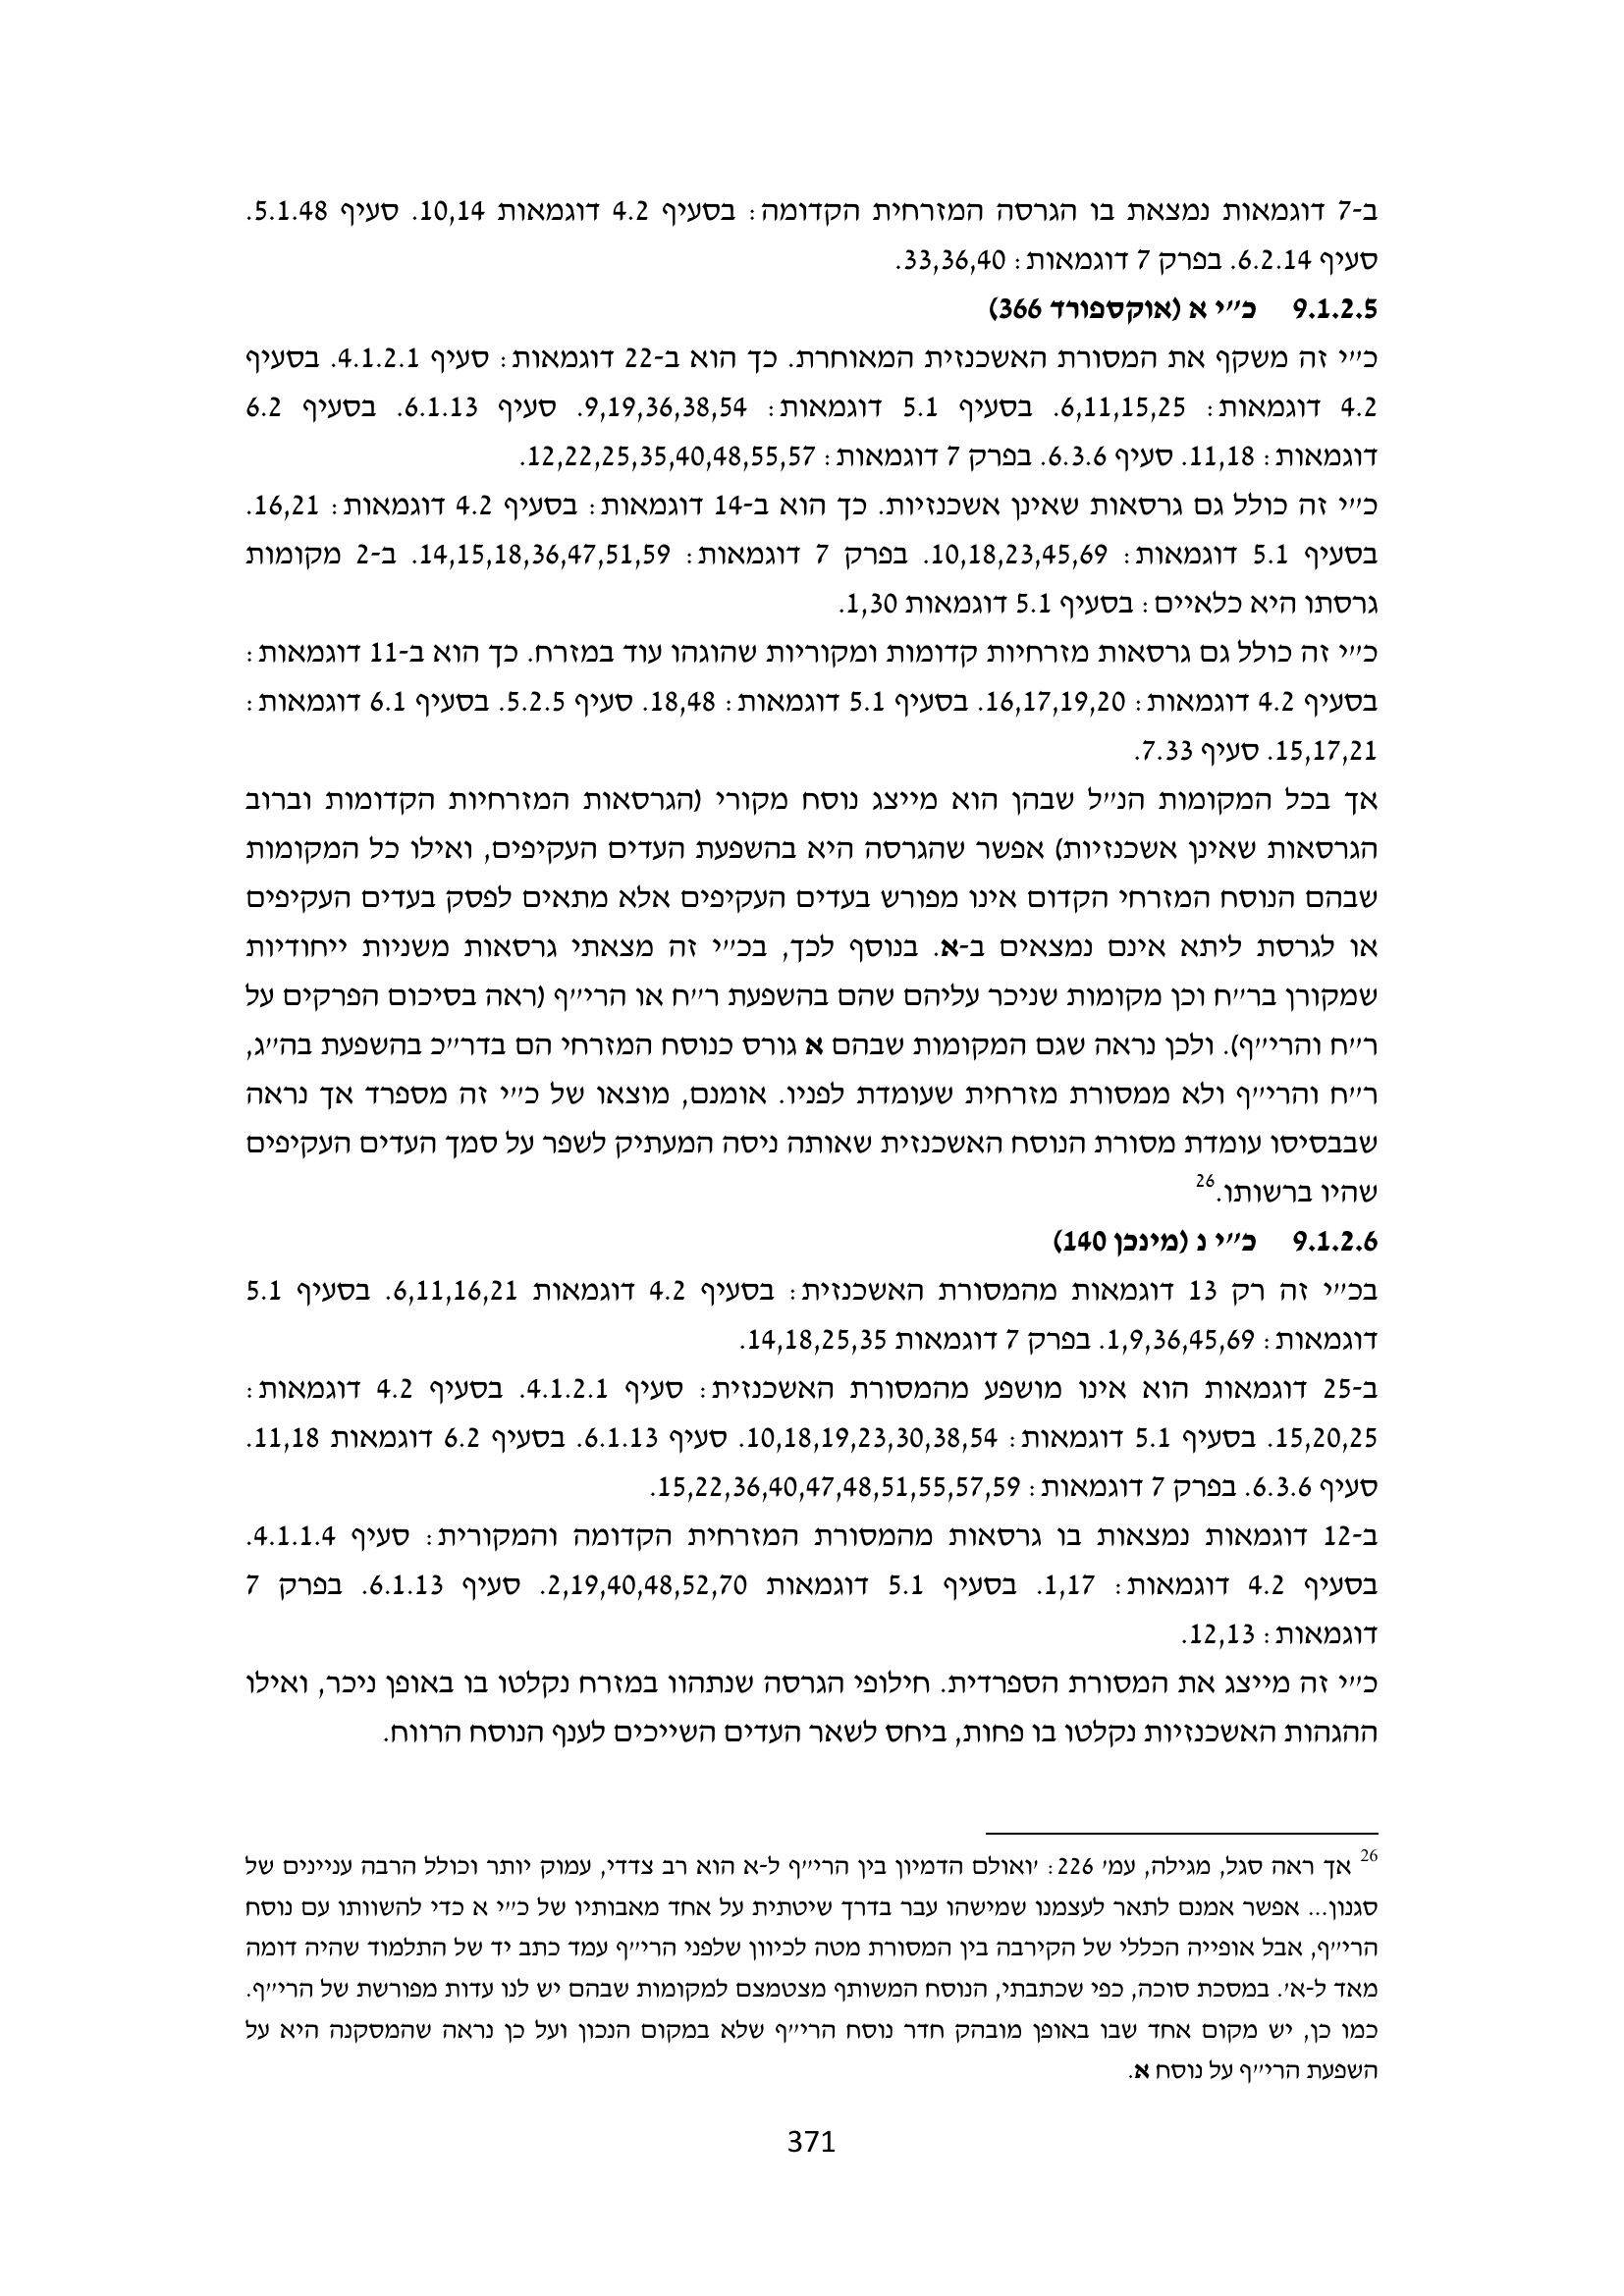 ב-7 דוגמאות נמצאת בו הגרסה המזרחית הקדומה: בסעיף 4.2 דוגמאות 10,14. סעיף 5.1.48.
סעיף 6.2.14. בפרק 7 דוגמאות: 33,36,40.
9.1.2.5 כ״י א (אוקספורד 366)
כ״י זה משקף את המסורת האשכנזית המאוחרת. כך הוא ב-22 דוגמאות: סעיף 4.1.2.1. בסעיף
4.2 דוגמאות: 6,11,15,25. בסעיף 5.1 דוגמאות: 9,19,36,38,54. סעיף 6.1.13. בסעיף 6.2
דוגמאות: 11,18. סעיף 6.3.6. בפרק 7 דוגמאות: 12,22,25,35,40,48,55,57.
כ״י זה כולל גם גרסאות שאינן אשכנזיות. כך הוא ב-14 דוגמאות: בסעיף 4.2 דוגמאות: 16,21.
בסעיף 5.1 דוגמאות: 10,18,23,45,69. בפרק 7 דוגמאות: 14,15,18,36,47,51,59. ב-2 מקומות
גרסתו היא כלאיים: בסעיף 5.1 דוגמאות 1,30.
כ״י זה כולל גם גרסאות מזרחיות קדומות ומקוריות שהוגהו עוד במזרח. כך הוא ב-11 דוגמאות:
בסעיף 4.2 דוגמאות: 16,17,19,20. בסעיף 5.1 דוגמאות: 18,48. סעיף 5.2.5. בסעיף 6.1 דוגמאות:
15,17,21. סעיף 7.33.
אך בכל המקומות הנ״ל שבהן הוא מייצג נוסח מקורי (הגרסאות המזרחיות הקדומות וברוב
הגרסאות שאינן אשכנזיות) אפשר שהגרסה היא בהשפעת העדים העקיפים, ואילו כל המקומות
שבהם הנוסח המזרחי הקדום אינו מפורש בעדים העקיפים אלא מתאים לפסק בעדים העקיפים
או לגרסת ליתא אינם נמצאים ב-א. בנוסף לכך, בכ״י זה מצאתי גרסאות משניות ייחודיות
שמקורן בר״ח וכן מקומות שניכר עליהם שהם בהשפעת ר״ח או הרי״ף (ראה בסיכום הפרקים על
ר״ח והרי״ף). ולכן נראה שגם המקומות שבהם א גורס כנוסח המזרחי הם בדר״כ בהשפעת בה״ג,
ר״ח והרי״ף ולא ממסורת מזרחית שעומדת לפניו. אומנם, מוצאו של כ״י זה מספרד אך נראה
שבבסיסו עומדת מסורת הנוסח האשכנזית שאותה ניסה המעתיק לשפר על סמך העדים העקיפים
שהיו ברשותו.26
9.1.2.6 כ״י נ (מינכן 140)
בכ״י זה רק 13 דוגמאות מהמסורת האשכנזית: בסעיף 4.2 דוגמאות 6,11,16,21. בסעיף 5.1
דוגמאות: 1,9,36,45,69. בפרק 7 דוגמאות 14,18,25,35.
ב-25 דוגמאות הוא אינו מושפע מהמסורת האשכנזית: סעיף 4.1.2.1. בסעיף 4.2 דוגמאות:
15,20,25. בסעיף 5.1 דוגמאות: 10,18,19,23,30,38,54. סעיף 6.1.13. בסעיף 6.2 דוגמאות 11,18.
סעיף 6.3.6. בפרק 7 דוגמאות: 15,22,36,40,47,48,51,55,57,59.
ב-12 דוגמאות נמצאות בו גרסאות מהמסורת המזרחית הקדומה והמקורית: סעיף 4.1.1.4.
בסעיף 4.2 דוגמאות: 1,17. בסעיף 5.1 דוגמאות 2,19,40,48,52,70. סעיף 6.1.13. בפרק 7
דוגמאות: 12,13.
כ״י זה מייצג את המסורת הספרדית. חילופי הגרסה שנתהוו במזרח נקלטו בו באופן ניכר, ואילו
ההגהות האשכנזיות נקלטו בו פחות, ביחס לשאר העדים השייכים לענף הנוסח הרווח.
26 אך ראה סגל, מגילה, עמ׳ 226: ׳ואולם הדמיון בין הרי״ף ל-א הוא רב צדדי, עמוק יותר וכולל הרבה עניינים של
סגנון... אפשר אמנם לתאר לעצמנו שמישהו עבר בדרך שיטתית על אחד מאבותיו של כ״י א כדי להשוותו עם נוסח
הרי״ף, אבל אופייה הכללי של הקירבה בין המסורת מטה לכיוון שלפני הרי״ף עמד כתב יד של התלמוד שהיה דומה
מאד ל-א׳. במסכת סוכה, כפי שכתבתי, הנוסח המשותף מצטמצם למקומות שבהם יש לנו עדות מפורשת של הרי״ף.
כמו כן, יש מקום אחד שבו באופן מובהק חדר נוסח הרי״ף שלא במקום הנכון ועל כן נראה שהמסקנה היא על
השפעת הרי״ף על נוסח א.
371